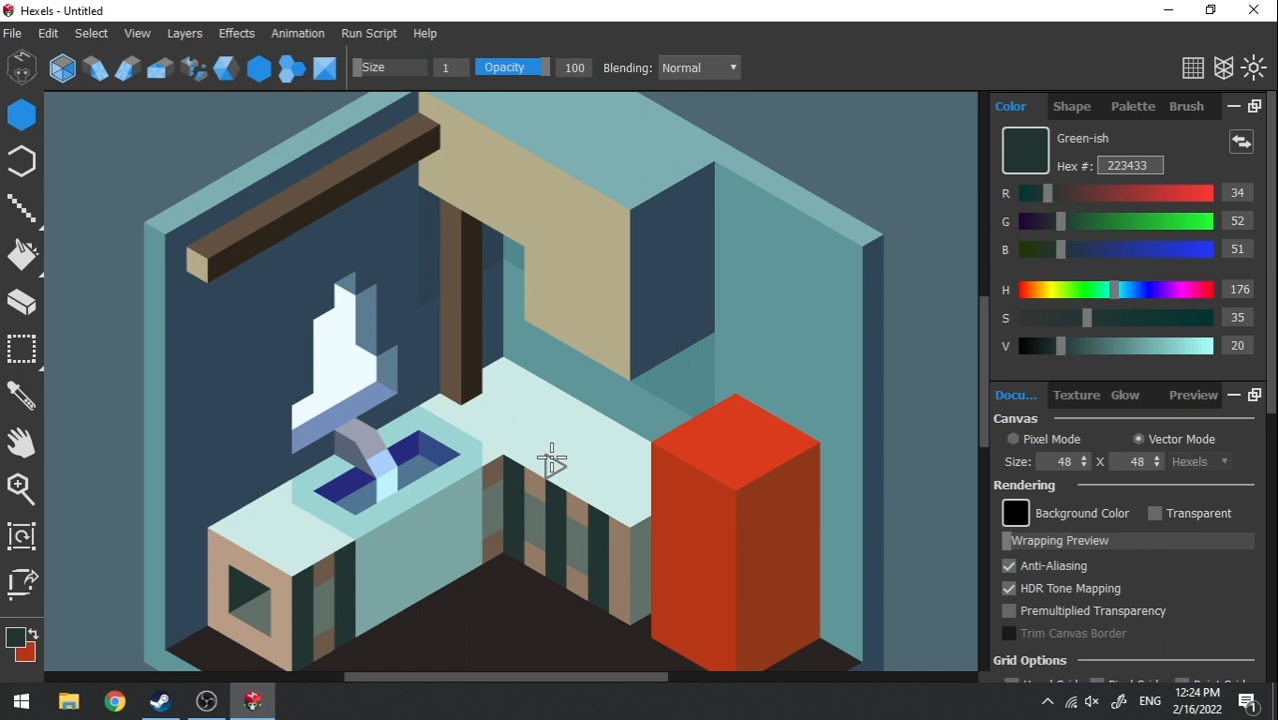 Hexels - Untitled
File Edit Select View Layers Effects Animation Run Script Help
Size 1 Opacity 100 Blending: Normal
Color Shape Palette Brush
Green-ish
Hex #: 223433
R 34
G 52
B 51
H 176
S 35
V 20
Docu... Texture Glow Preview
Canvas
Pixel Mode Vector Mode
Size: 48 X 48 Hexels
Rendering
Background Color Transparent
Wrapping Preview
Anti-Aliasing
HDR Tone Mapping
Premultiplied Transparency
Trim Canvas Border
Grid Options
ENG
12:24 PM
2/16/2022
1